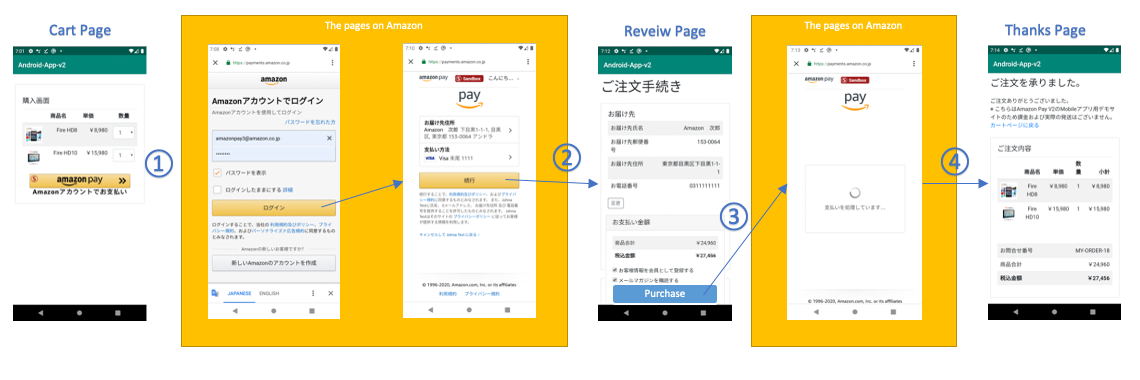 Cart Page
7:01
Android-App-v2
購入画面
商品名 単価 数量
Fire HD8 ¥8,980 1
Fire HD10 ¥15,980 1
amazon pay
Amazonアカウントでお支払い
①
The pages on Amazon
7:08
https://payments.amazon.co.jp
amazon
Amazonアカウントでログイン
Amazonアカウントを使用してログイン
パスワードを忘れた方
amazonpay3@amazon.co.jp
パスワードを表示
ログインしたままにする 詳細
ログイン
ログインすることで、当社の 利用規約及びポリシー、プライ
バシー規約、およびパーソナライズド広告規約に同意するもの
とみなされます。
Amazonの新しいお客様ですか?
新しいAmazonのアカウントを作成
JAPANESE ENGLISH
7:10
https://payments.amazon.co.jp
amazon pay Sandbox こんにち...
pay
お届け先住所
Amazon 次郎 下目黒1-1-1, 目黒
区, 東京都 153-0064 アンドラ
支払い方法
VISA Visa 末尾 1111
続行
キャンセルして Jehna Testに戻る
© 1996-2020, Amazon.com, Inc. or its affiliates
利用規約 プライバシー規約
②
Reveiw Page
7:12
Android-App-v2
ご注文手続き
お届け先
お届け先氏名 Amazon 次郎
お届け先郵便番
号 153-0064
お届け先住所 東京都目黒区下目黒1-1-
1
お電話番号 0311111111
変更
お支払い金額
商品合計 ¥24,960
税込金額 ¥27,456
お客様情報を会員として登録する
メールマガジンを購読する
Purchase
③
The pages on Amazon
7:13
https://payments.amazon.co.jp
amazon pay Sandbox
pay
支払いを処理しています...
© 1996-2020, Amazon.com, Inc. or its affiliates
④
Thanks Page
7:14
Android-App-v2
ご注文を承りました。
ご注文ありがとうございました。
※こちらはAmazon Pay V2のMobileアプリ用デモサ
イトのため課金および実際の発送はございません。
カートページに戻る
ご注文内容
商品名 単価 数量 小計
Fire HD8 ¥8,980 1 ¥8,980
Fire HD10 ¥15,980 1 ¥15,980
お問合せ番号 MY-ORDER-18
商品合計 ¥24,960
税込金額 ¥27,456